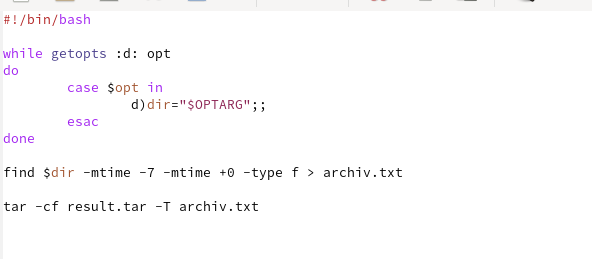 #!/bin/bash
while getopts :d: opt
do
case $opt in
d)dir="$OPTARG";;
esac
done
find $dir -mtime -7 -mtime +0 -type f > archiv.txt
tar -cf result.tar -T archiv.txt